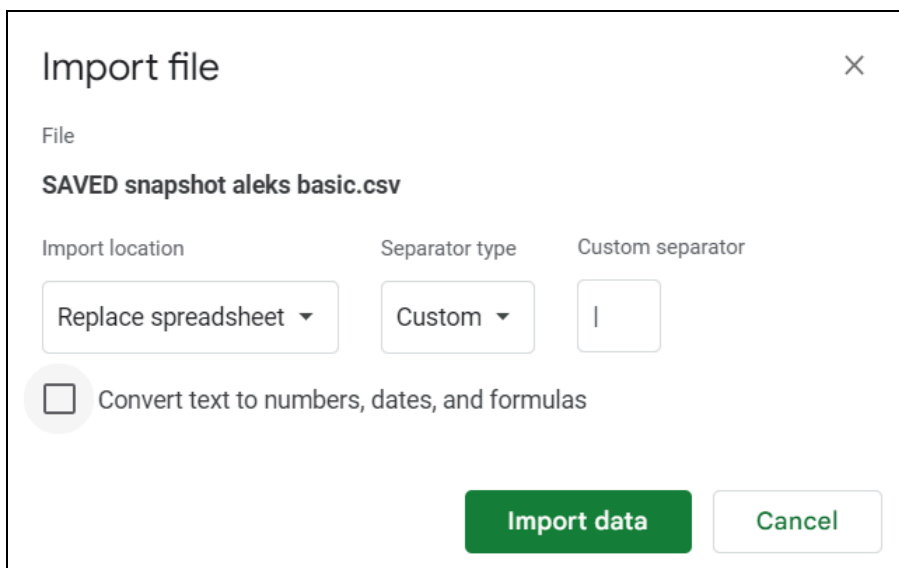 Import file
File
SAVED snapshot aleks basic.csv
Import location Separator type Custom separator
Replace spreadsheet Custom |
Convert text to numbers, dates, and formulas
Import data Cancel